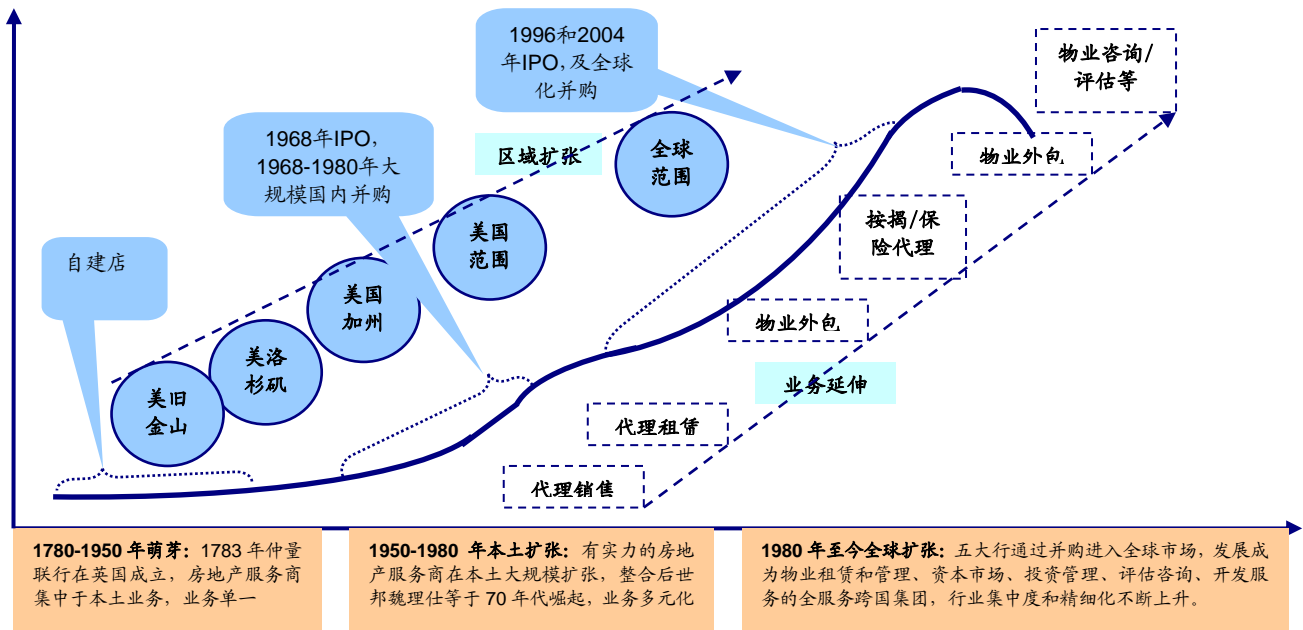 1996和2004
年IPO，及全球
化并购
物业咨询/
评估等
1968年IPO，
1968-1980年大
规模国内并购
区域扩张
全球
范围
物业外包
自建店
美国
范围
按揭/保
险代理
美国
加州
物业外包
美洛
杉矶
业务延伸
美旧
金山
代理租赁
代理销售
1780-1950 年萌芽：1783 年仲量
联行在英国成立，房地产服务商
集中于本土业务，业务单一
1950-1980 年本土扩张：有实力的房地
产服务商在本土大规模扩张，整合后世
邦魏理仕等于 70 年代崛起，业务多元化
1980 年至今全球扩张：五大行通过并购进入全球市场，发展成
为物业租赁和管理、资本市场、投资管理、评估咨询、开发服
务的全服务跨国集团，行业集中度和精细化不断上升。